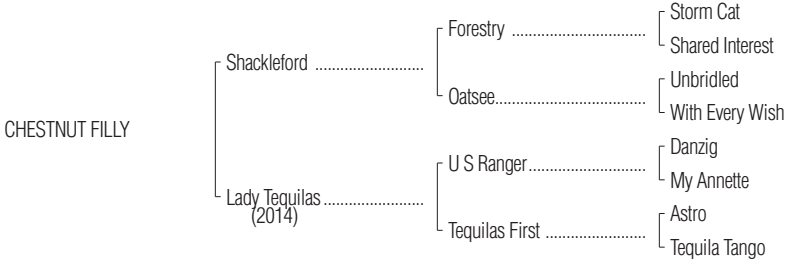 Storm Cat
Forestry ..............................
Shared Interest
Shackleford ........................
Unbridled
Oatsee..................................
With Every Wish
CHESTNUT FILLY
Danzig
U S Ranger..........................
My Annette
Lady Tequilas ......................
(2014)
Astro
Tequilas First ......................
Tequila Tango